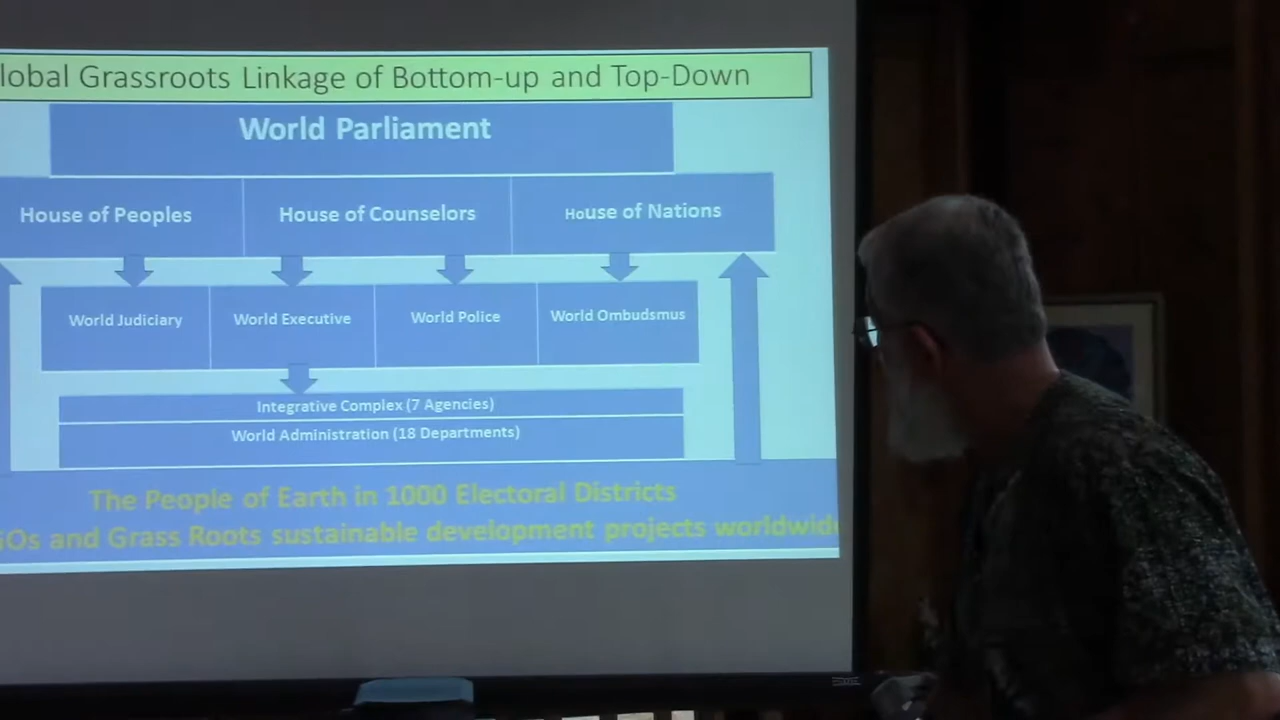 lobal Grassroots Linkage of Bottom-up and Top-Down
World Parliament
House of Peoples
House of Counselors
House of Nations
World Judiciary
World Executive
World Police
World Ombudsmus
Integrative Complex (7 Agencies)
World Administration (18 Departments)
The People of Earth in 1000 Electoral Districts
GOs and Grass Roots sustainable development projects worldwide